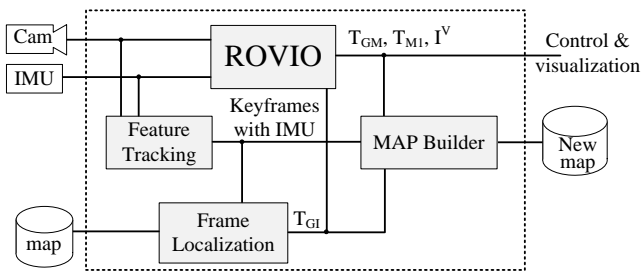 Cam
IMU
ROVIO
T_GM, T_M1, I^V
Control &
visualization
Keyframes
with IMU
Feature
Tracking
MAP Builder
New
map
map
Frame
Localization
T_GI